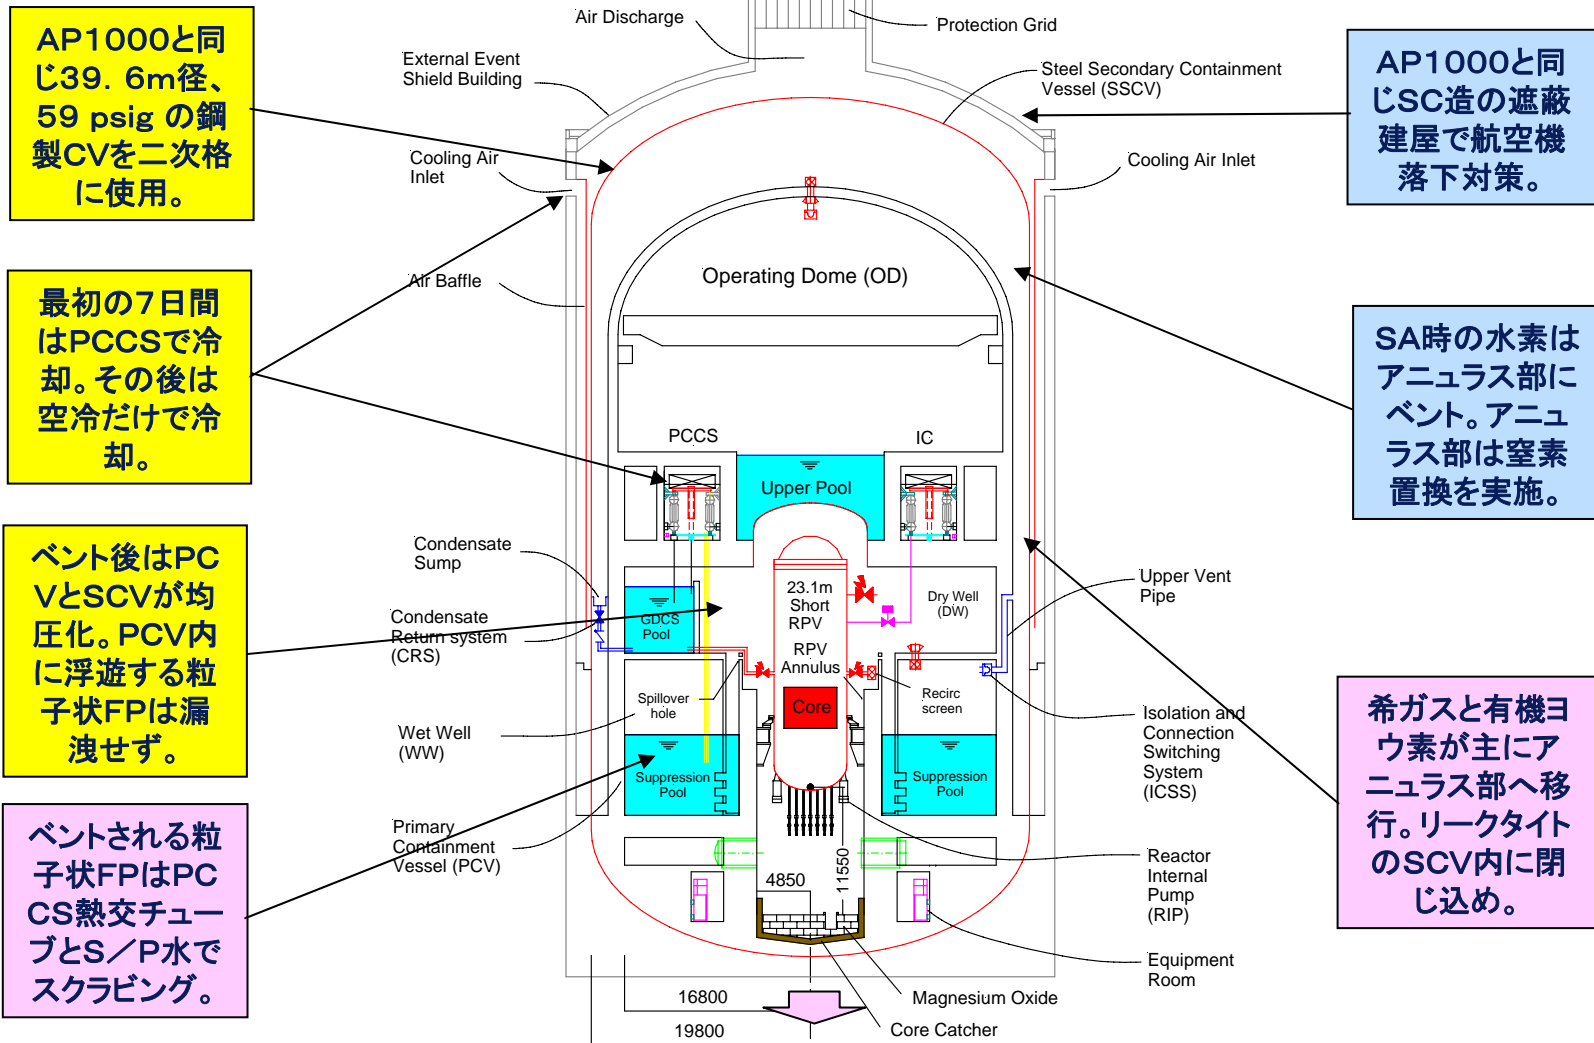 AP1000と同
じ39. 6m径、
59 psig の鋼
製CVを二次格
に使用。
最初の7日間
はPCCSで冷
却。その後は
空冷だけで冷
却。
ベント後はPC
VとSCVが均
圧化。PCV内
に浮遊する粒
子状FPは漏
洩せず。
ベントされる粒
子状FPはPC
CS熱交チュー
ブとS／P水で
スクラビング。
Air Discharge
Protection Grid
External Event
Shield Building
Steel Secondary Containment
Vessel (SSCV)
Cooling Air
Inlet
Cooling Air Inlet
Air Baffle
Operating Dome (OD)
PCCS
IC
Upper Pool
Condensate
Sump
Condensate
Return system
(CRS)
GDCS
Pool
23.1m
Short
RPV
RPV
Annulus
Dry Well
(DW)
Upper Vent
Pipe
Spillover
hole
Core
Recirc
screen
Wet Well
(WW)
Suppression
Pool
Suppression
Pool
Isolation and
Connection
Switching
System
(ICSS)
Primary
Containment
Vessel (PCV)
4850
11550
Reactor
Internal
Pump
(RIP)
Equipment
Room
16800
19800
Magnesium Oxide
Core Catcher
AP1000と同
じSC造の遮蔽
建屋で航空機
落下対策。
SA時の水素は
アニュラス部に
ベント。アニュ
ラス部は窒素
置換を実施。
希ガスと有機ヨ
ウ素が主にア
ニュラス部へ移
行。リークタイト
のSCV内に閉
じ込め。